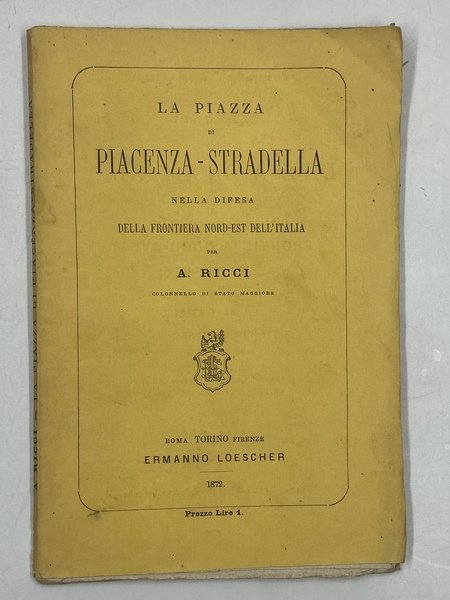 LA PIAZZA
DI
PIACENZA-STRADELLA
NELLA DIFESA
DELLA FRONTIERA NORD-EST DELL'ITALIA
PER
A. RICCI
COLONNELLO DI STATO MAGGIORE
ROMA TORINO FIRENZE
ERMANNO LOESCHER
1872.
Prezzo Lire 1.
A. RICCI - LA PIAZZA DI PIACENZA-STRADELLA